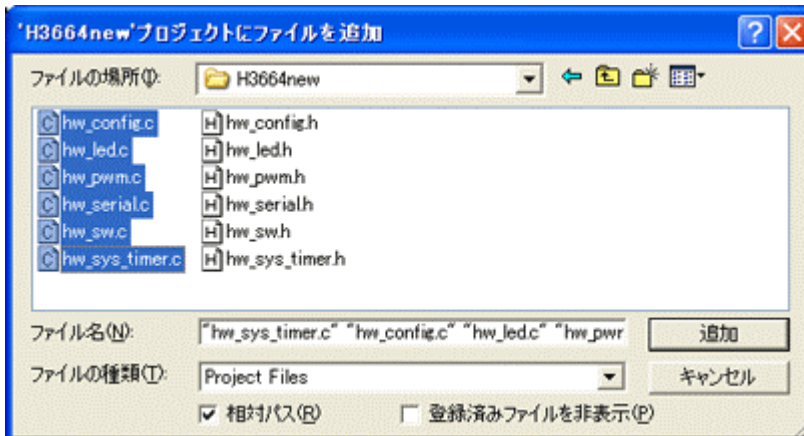 'H3664new'プロジェクトにファイルを追加
ファイルの場所(I): H3664new
hw_config.c hw_config.h
hw_led.c hw_led.h
hw_pwm.c hw_pwm.h
hw_serial.c hw_serial.h
hw_sw.c hw_sw.h
hw_sys_timer.c hw_sys_timer.h
ファイル名(N): "hw_sys_timer.c" "hw_config.c" "hw_led.c" "hw_pwr 追加
ファイルの種類(T): Project Files キャンセル
相対パス(R) 登録済みファイルを非表示(P)